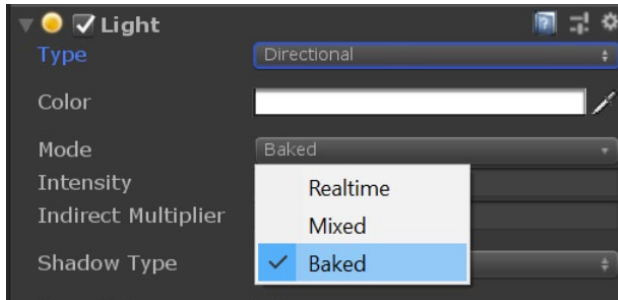 Light
Type Directional
Color
Mode Baked
Intensity
Realtime
Indirect Multiplier
Mixed
Shadow Type
Baked